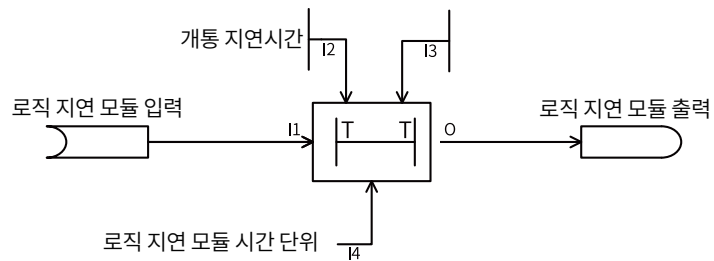 개통 지연시간
I2
I3
로직 지연 모듈 입력
로직 지연 모듈 출력
I1
T
T
O
로직 지연 모듈 시간 단위
I4